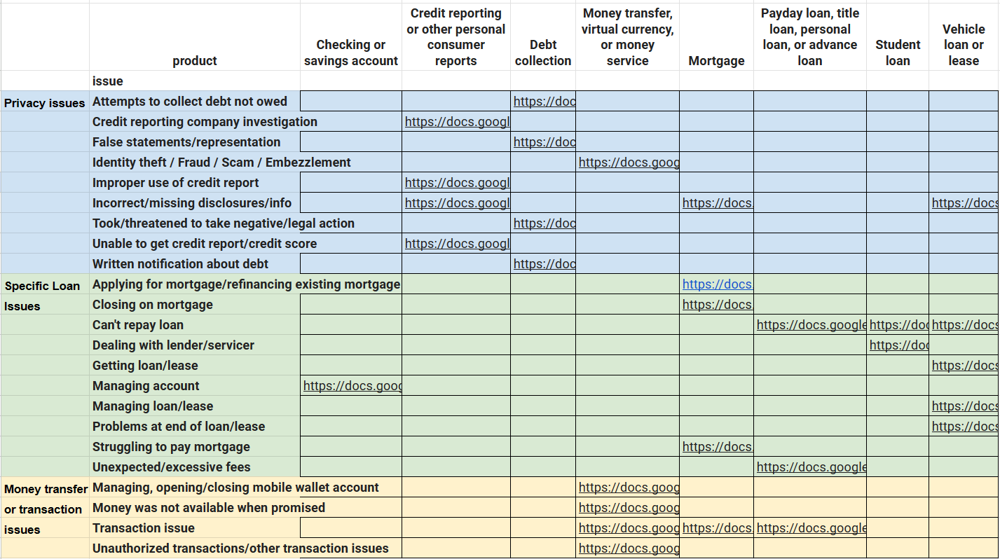 Credit reporting or other personal consumer reports
Money transfer, virtual currency, or money service
Payday loan, title loan, personal loan, or advance loan
product
Checking or savings account
Debt collection
Mortgage
Student loan
Vehicle loan or lease
issue
Privacy issues Attempts to collect debt not owed https://doc
Credit reporting company investigation https://docs.googl
False statements/representation https://doc
Identity theft / Fraud / Scam / Embezzlement https://docs.goog
Improper use of credit report https://docs.googl
Incorrect/missing disclosures/info https://docs.googl https://docs. https://docs
Took/threatened to take negative/legal action https://doc
Unable to get credit report/credit score https://docs.googl
Written notification about debt https://doc
Specific Loan Applying for mortgage/refinancing existing mortgage https://docs.
Issues Closing on mortgage https://docs.
Can't repay loan https://docs.google https://doc https://docs
Dealing with lender/servicer https://doc
Getting loan/lease https://docs
Managing account https://docs.goog
Managing loan/lease https://docs
Problems at end of loan/lease https://docs
Struggling to pay mortgage https://docs.
Unexpected/excessive fees https://docs.google
Money transfer Managing, opening/closing mobile wallet account https://docs.goog
or transaction Money was not available when promised https://docs.goog
issues Transaction issue https://docs.goog https://docs. https://docs.google
Unauthorized transactions/other transaction issues https://docs.goog